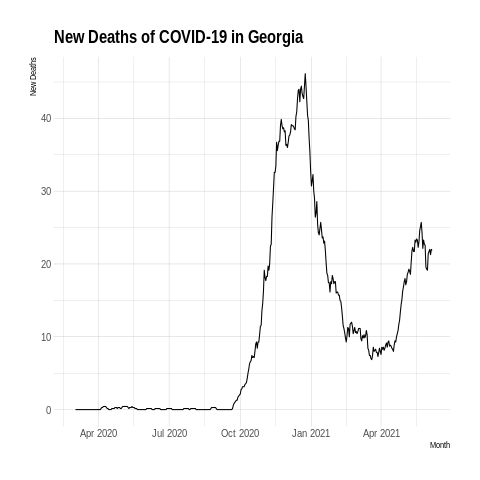 New Deaths of COVID-19 in Georgia
New Deaths
40
30
20
10
0
Apr 2020 Jul 2020 Oct 2020 Jan 2021 Apr 2021
Month